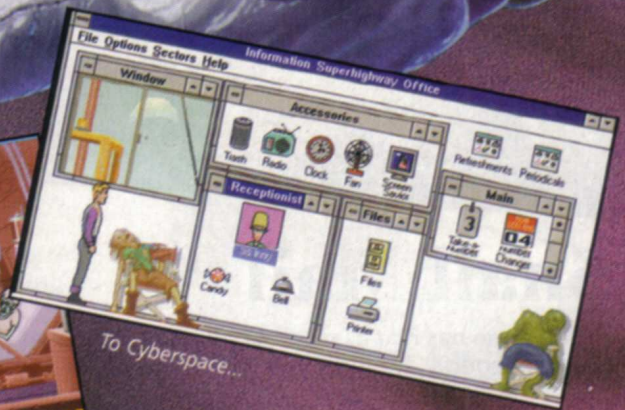 Information Superhighway Office
File Options Sectors Help
Window
Accessories
Trash Radio Clock Fan Screen
Refreshments Periodicals
Receptionist
Candy Bell
Files
Files
Printer
Main
3
Take-a-Number
04
Number Changer
To Cyberspace...